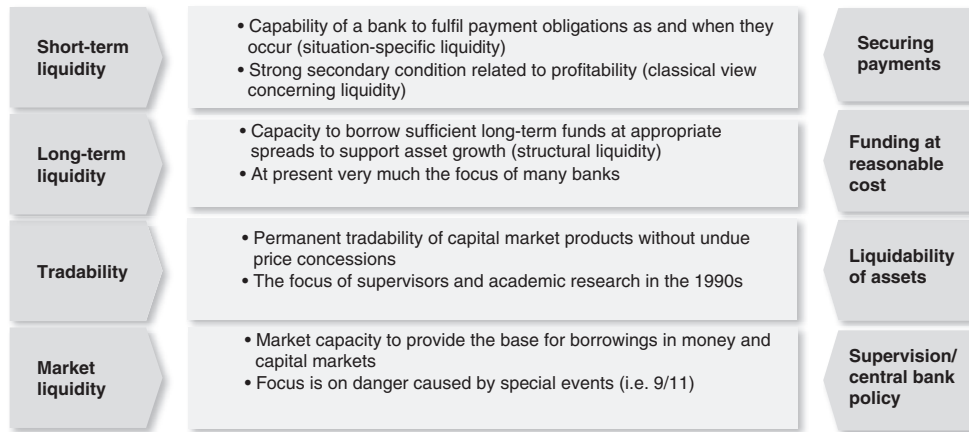 Short-term
liquidity
• Capability of a bank to fulfil payment obligations as and when they
occur (situation-specific liquidity)
• Strong secondary condition related to profitability (classical view
concerning liquidity)
Securing
payments
Long-term
liquidity
• Capacity to borrow sufficient long-term funds at appropriate
spreads to support asset growth (structural liquidity)
• At present very much the focus of many banks
Funding at
reasonable
cost
Tradability
• Permanent tradability of capital market products without undue
price concessions
• The focus of supervisors and academic research in the 1990s
Liquidability
of assets
Market
liquidity
• Market capacity to provide the base for borrowings in money and
capital markets
• Focus is on danger caused by special events (i.e. 9/11)
Supervision/
central bank
policy